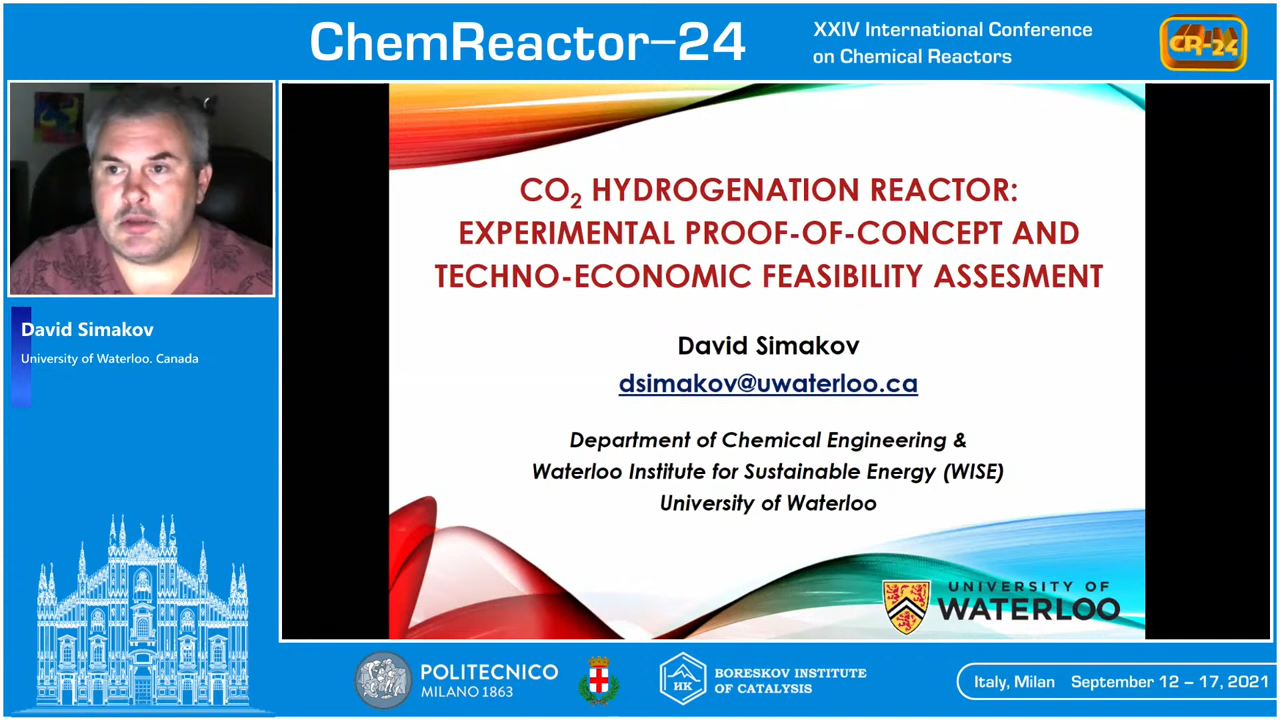 ChemReactor–24
XXIV International Conference
on Chemical Reactors
CR-24
David Simakov
University of Waterloo. Canada
CO2 HYDROGENATION REACTOR:
EXPERIMENTAL PROOF-OF-CONCEPT AND
TECHNO-ECONOMIC FEASIBILITY ASSESMENT
David Simakov
dsimakov@uwaterloo.ca
Department of Chemical Engineering &
Waterloo Institute for Sustainable Energy (WISE)
University of Waterloo
UNIVERSITY OF
WATERLOO
POLITECNICO
MILANO 1863
НК
BORESKOV INSTITUTE
OF CATALYSIS
Italy, Milan September 12 – 17, 2021